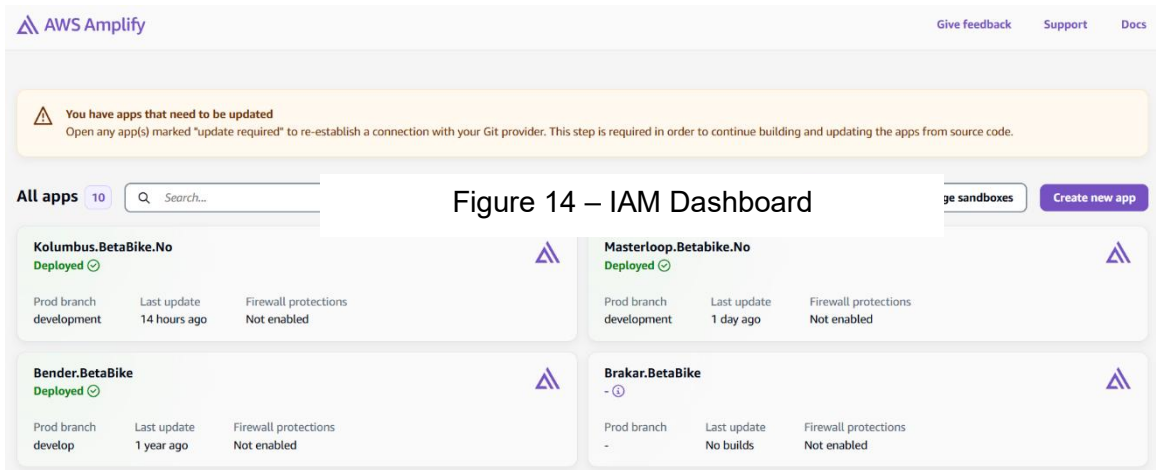 AWS Amplify
Give feedback Support Docs
You have apps that need to be updated
Open any app(s) marked "update required" to re-establish a connection with your Git provider. This step is required in order to continue building and updating the apps from source code.
All apps 10 Search... Figure 14 – IAM Dashboard sandboxes Create new app
Kolumbus.BetaBike.No
Deployed
Prod branch Last update Firewall protections
development 14 hours ago Not enabled
Masterloop.Betabike.No
Deployed
Prod branch Last update Firewall protections
development 1 day ago Not enabled
Bender.BetaBike
Deployed
Prod branch Last update Firewall protections
develop 1 year ago Not enabled
Brakar.BetaBike
-
Prod branch Last update Firewall protections
- No builds Not enabled